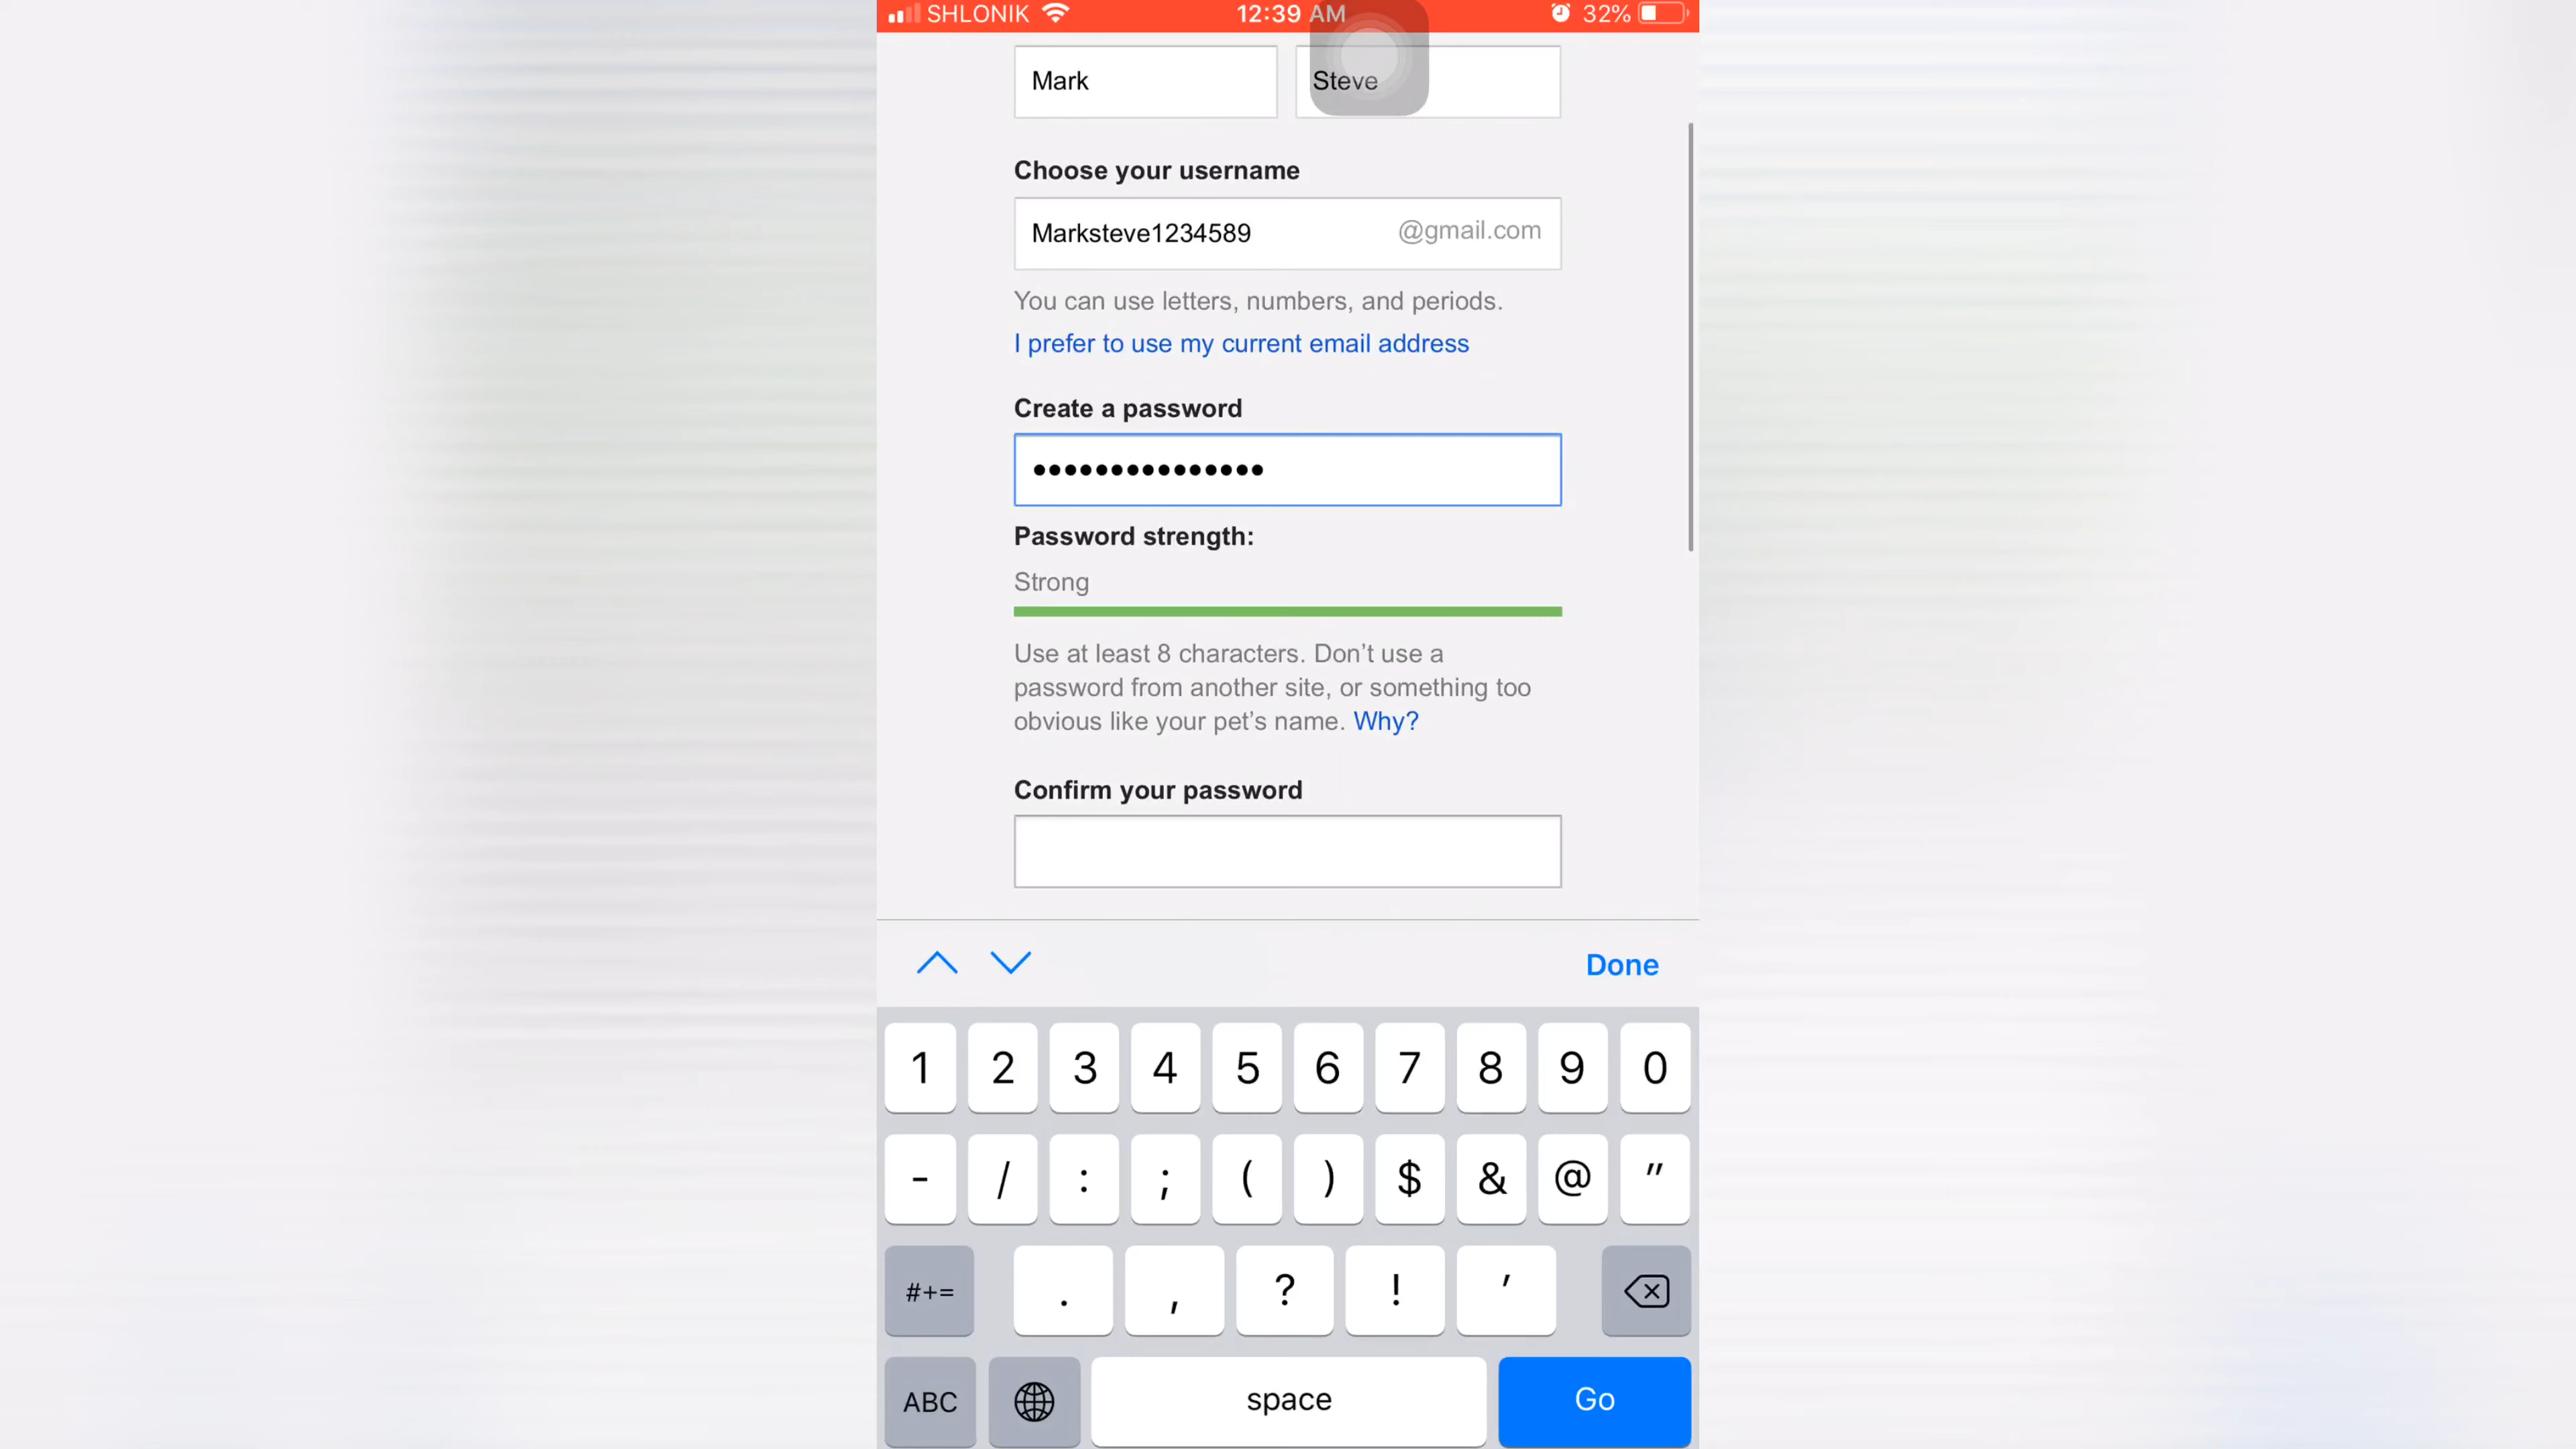 SHLONIK 12:39 AM 32%
Mark Steve
Choose your username
Marksteve1234589 @gmail.com
You can use letters, numbers, and periods.
I prefer to use my current email address
Create a password
•••••••••••••••
Password strength:
Strong
Use at least 8 characters. Don’t use a
password from another site, or something too
obvious like your pet’s name. Why?
Confirm your password
Done
1 2 3 4 5 6 7 8 9 0
- / : ; ( ) $ & @ "
#+= . , ? ! ’
ABC space Go